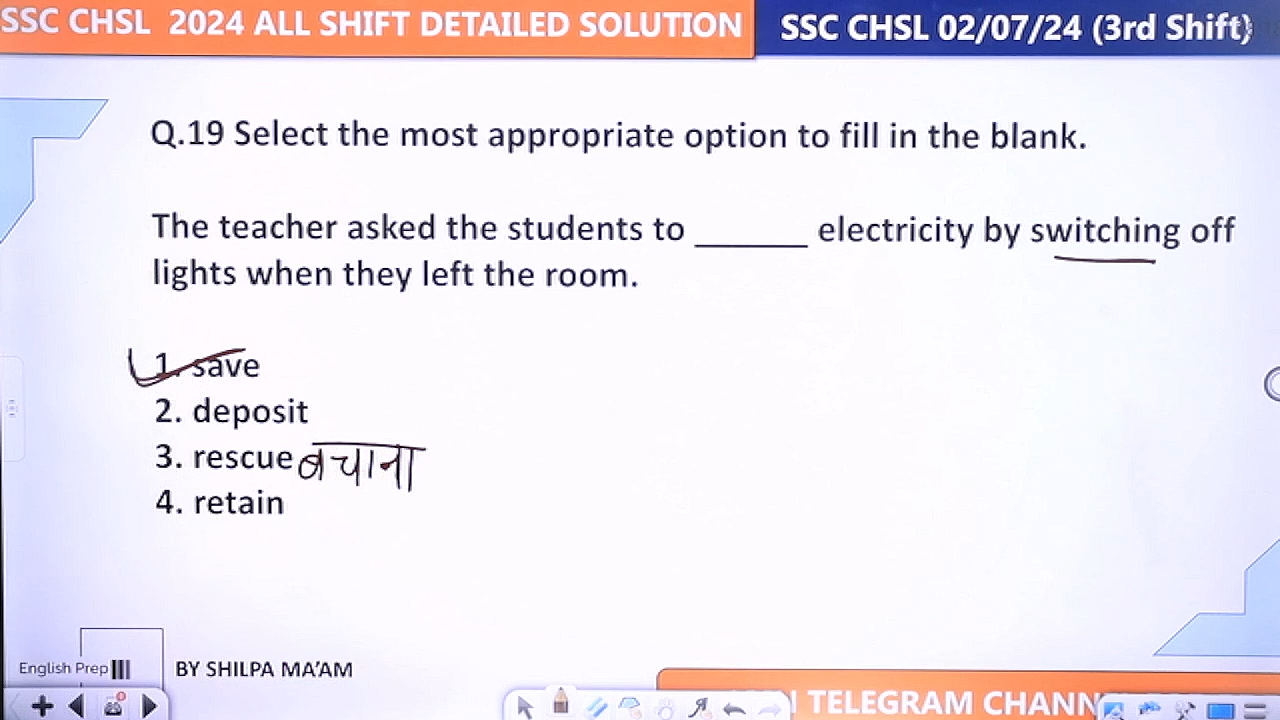 SSC CHSL 2024 ALL SHIFT DETAILED SOLUTION
SSC CHSL 02/07/24 (3rd Shift)
Q.19 Select the most appropriate option to fill in the blank.
The teacher asked the students to _______ electricity by switching off
lights when they left the room.
1. save
2. deposit
3. rescue बचाना
4. retain
English Prep
BY SHILPA MA'AM
TELEGRAM